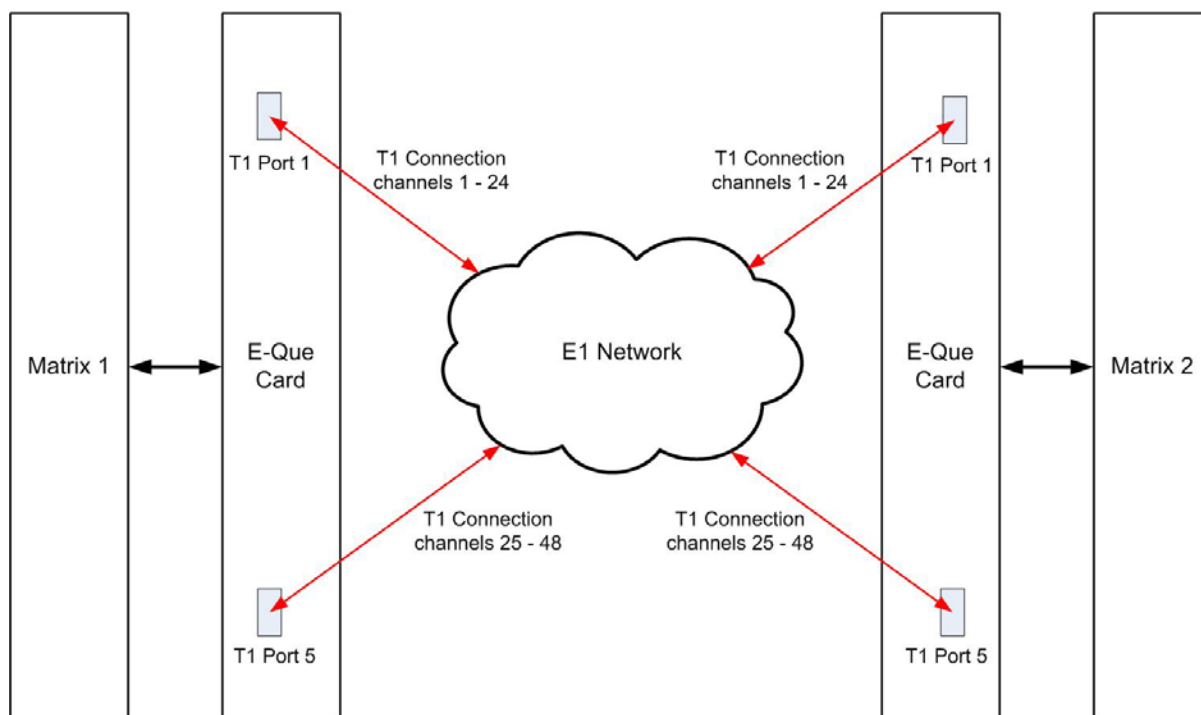 T1 Port 1
T1 Connection
channels 1 - 24
T1 Connection
channels 1 - 24
T1 Port 1
Matrix 1
E-Que
Card
E1 Network
E-Que
Card
Matrix 2
T1 Connection
channels 25 - 48
T1 Connection
channels 25 - 48
T1 Port 5
T1 Port 5